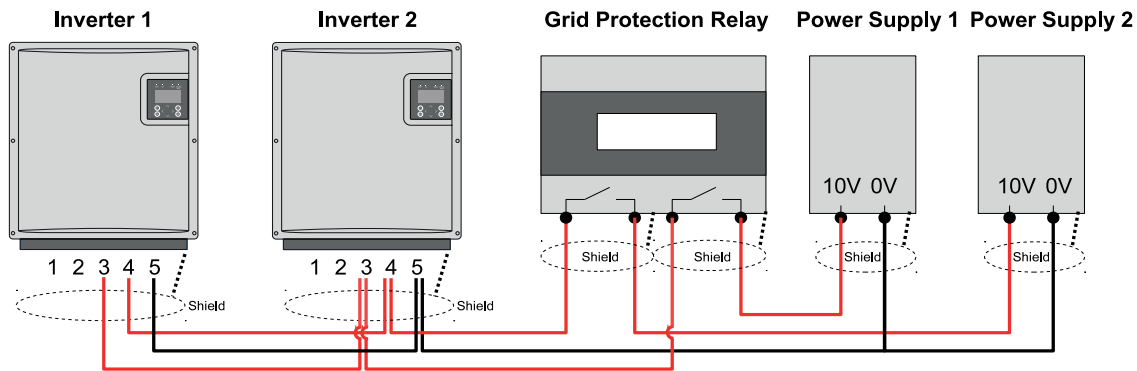 Inverter 1 Inverter 2 Grid Protection Relay Power Supply 1 Power Supply 2
10V 0V 10V 0V
Shield Shield Shield Shield
1 2 3 4 5 1 2 3 4 5
Shield Shield